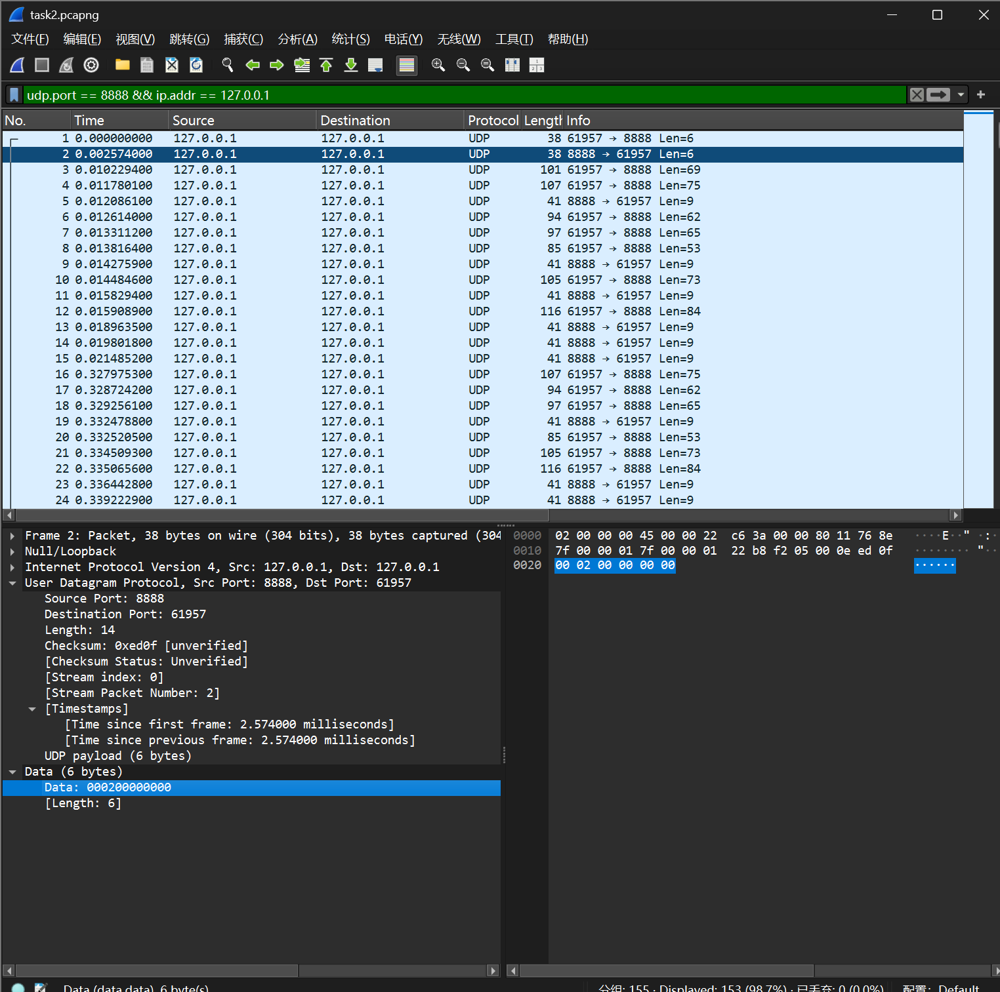 task2.pcapng
文件(F) 编辑(E) 视图(V) 跳转(G) 捕获(C) 分析(A) 统计(S) 电话(Y) 无线(W) 工具(T) 帮助(H)
udp.port == 8888 && ip.addr == 127.0.0.1
No. Time Source Destination Protocol Length Info
1 0.000000000 127.0.0.1 127.0.0.1 UDP 38 61957 → 8888 Len=6
2 0.002574000 127.0.0.1 127.0.0.1 UDP 38 8888 → 61957 Len=6
3 0.010229400 127.0.0.1 127.0.0.1 UDP 101 61957 → 8888 Len=69
4 0.011780100 127.0.0.1 127.0.0.1 UDP 107 61957 → 8888 Len=75
5 0.012086100 127.0.0.1 127.0.0.1 UDP 41 8888 → 61957 Len=9
6 0.012614000 127.0.0.1 127.0.0.1 UDP 94 61957 → 8888 Len=62
7 0.013311200 127.0.0.1 127.0.0.1 UDP 97 61957 → 8888 Len=65
8 0.013816400 127.0.0.1 127.0.0.1 UDP 85 61957 → 8888 Len=53
9 0.014275900 127.0.0.1 127.0.0.1 UDP 41 8888 → 61957 Len=9
10 0.014484600 127.0.0.1 127.0.0.1 UDP 105 61957 → 8888 Len=73
11 0.015829400 127.0.0.1 127.0.0.1 UDP 41 8888 → 61957 Len=9
12 0.015908900 127.0.0.1 127.0.0.1 UDP 116 61957 → 8888 Len=84
13 0.018963500 127.0.0.1 127.0.0.1 UDP 41 8888 → 61957 Len=9
14 0.019801800 127.0.0.1 127.0.0.1 UDP 41 8888 → 61957 Len=9
15 0.021485200 127.0.0.1 127.0.0.1 UDP 41 8888 → 61957 Len=9
16 0.327975300 127.0.0.1 127.0.0.1 UDP 107 61957 → 8888 Len=75
17 0.328724200 127.0.0.1 127.0.0.1 UDP 94 61957 → 8888 Len=62
18 0.329256100 127.0.0.1 127.0.0.1 UDP 97 61957 → 8888 Len=65
19 0.332478800 127.0.0.1 127.0.0.1 UDP 41 8888 → 61957 Len=9
20 0.332520500 127.0.0.1 127.0.0.1 UDP 85 61957 → 8888 Len=53
21 0.334509300 127.0.0.1 127.0.0.1 UDP 105 61957 → 8888 Len=73
22 0.335065600 127.0.0.1 127.0.0.1 UDP 116 61957 → 8888 Len=84
23 0.336442800 127.0.0.1 127.0.0.1 UDP 41 8888 → 61957 Len=9
24 0.339222900 127.0.0.1 127.0.0.1 UDP 41 8888 → 61957 Len=9
Frame 2: Packet, 38 bytes on wire (304 bits), 38 bytes captured (304
Null/Loopback
Internet Protocol Version 4, Src: 127.0.0.1, Dst: 127.0.0.1
User Datagram Protocol, Src Port: 8888, Dst Port: 61957
Source Port: 8888
Destination Port: 61957
Length: 14
Checksum: 0xed0f [unverified]
[Checksum Status: Unverified]
[Stream index: 0]
[Stream Packet Number: 2]
[Timestamps]
[Time since first frame: 2.574000 milliseconds]
[Time since previous frame: 2.574000 milliseconds]
UDP payload (6 bytes)
Data (6 bytes)
Data: 000200000000
[Length: 6]
0000 02 00 00 00 45 00 00 22 c6 3a 00 00 80 11 76 8e ····E··" ·:
0010 7f 00 00 01 7f 00 00 01 22 b8 f2 05 00 0e ed 0f ········ "··
0020 00 02 00 00 00 00 ······
Data (data.data), 6 byte(s)
分组: 155 · Displayed: 153 (98.7%) · 已丢弃: 0 (0.0%)
配置: Default